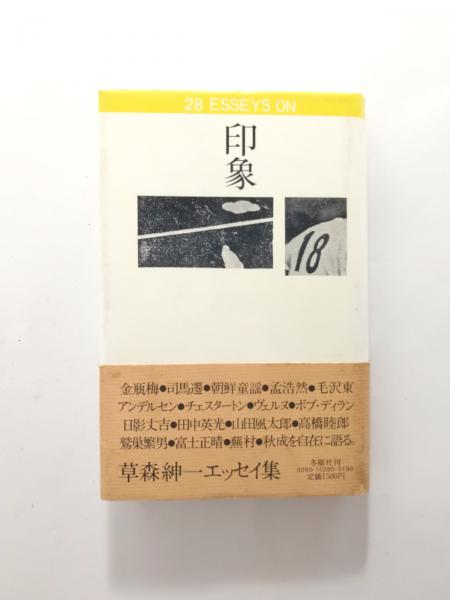 28 ESSEYS ON
印象
18
金瓶梅●司馬遷●朝鮮童謡●孟浩然●毛沢東
アンデルセン●チェスタートン●ヴェルヌ●ボブ・ディラン
日影丈吉●田中英光●山田風太郎●高橋睦郎
鷲巣繁男●富士正晴●蕪村●秋成を自在に語る。
草森紳一エッセイ集
冬樹社刊
0095-10285-5190
定価1500円